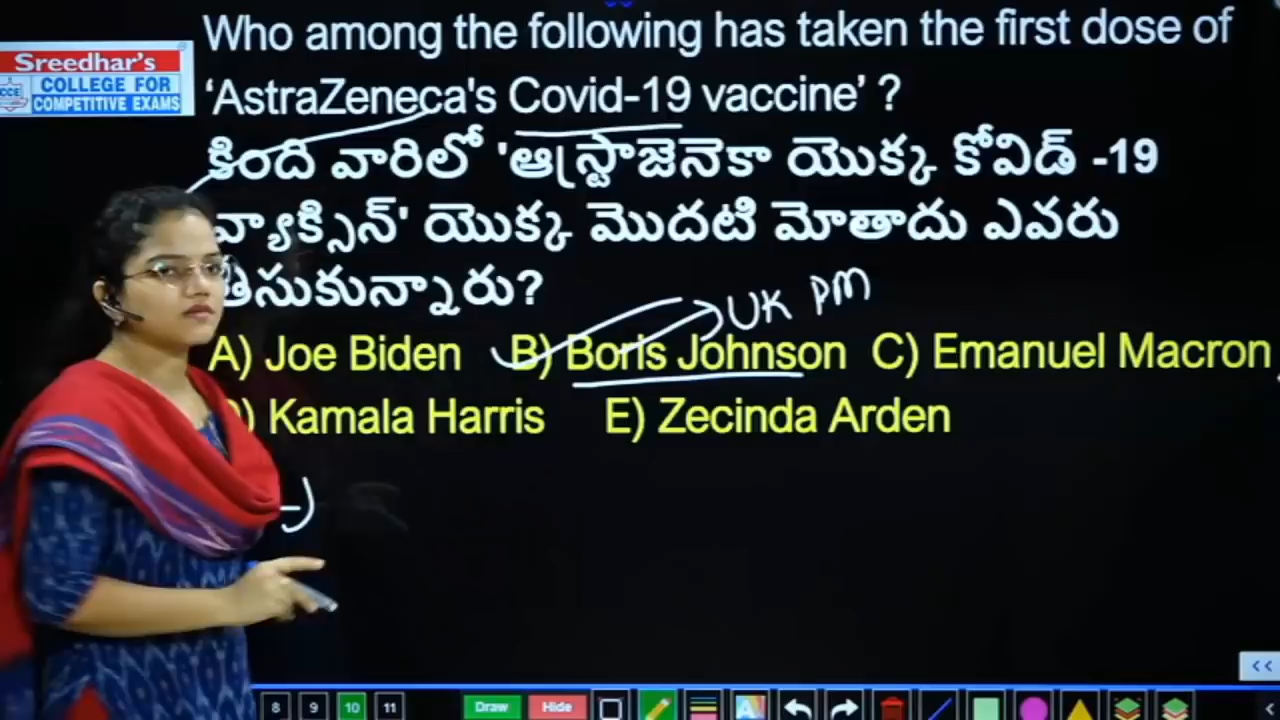 Who among the following has taken the first dose of
Sreedhar's
COLLEGE FOR
COMPETITIVE EXAMS
CCE
'AstraZeneca's Covid-19 vaccine' ?
కింది వారిలో 'ఆస్ట్రాజెనెకా యొక్క కోవిడ్ -19
వ్యాక్సిన్' యొక్క మొదటి మోతాదు ఎవరు
తీసుకున్నారు?
UK PM
A) Joe Biden B) Boris Johnson C) Emanuel Macron
D) Kamala Harris E) Zecinda Arden
<<
8 9 10 11 Draw Hide